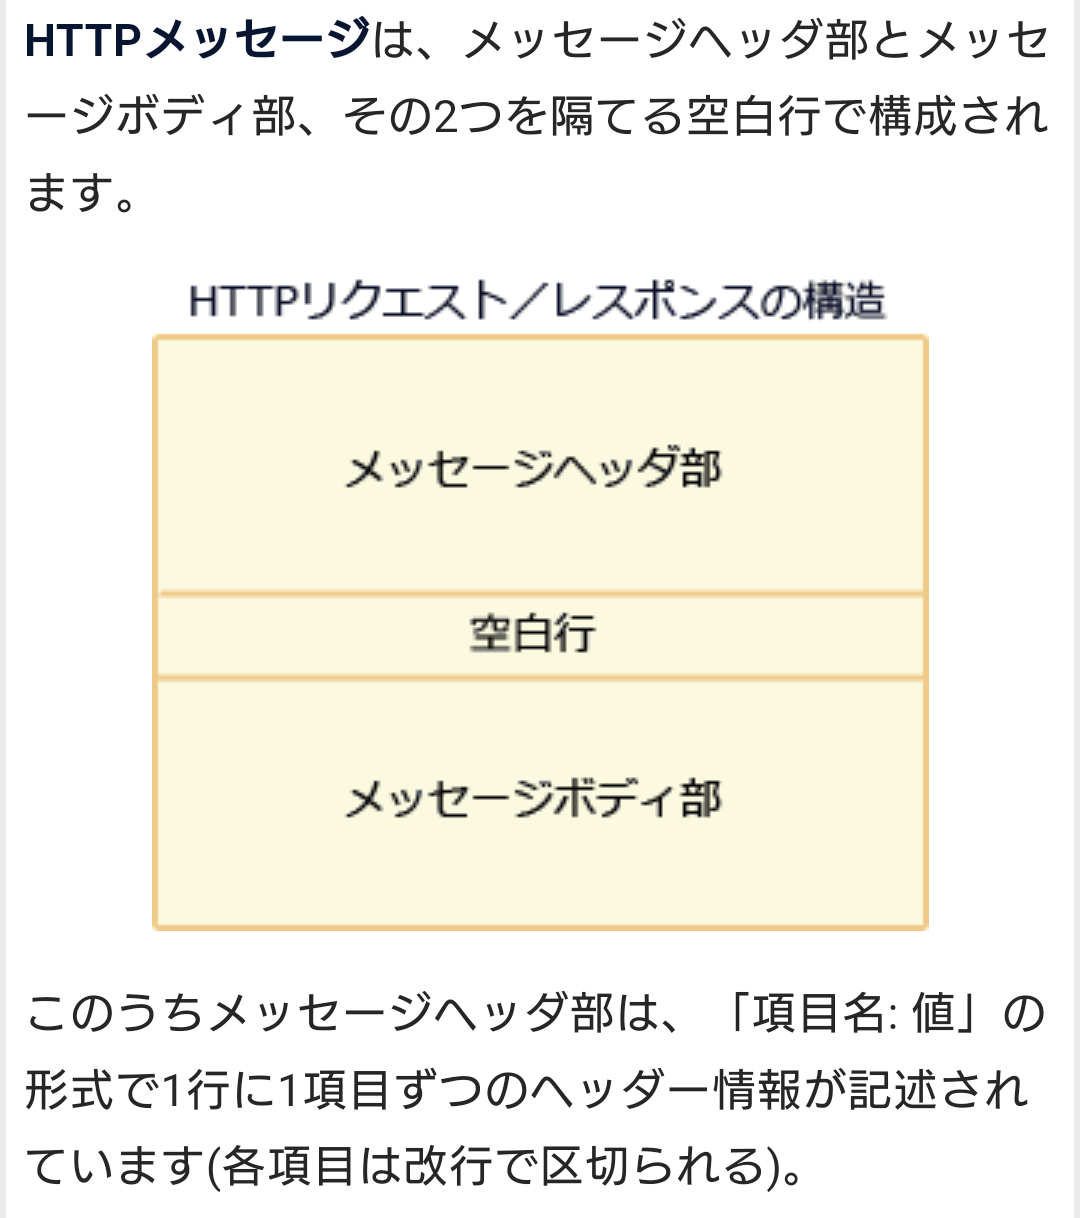 HTTPメッセージは、メッセージヘッダ部とメッセ
ージボディ部、その2つを隔てる空白行で構成され
ます。
HTTPリクエスト／レスポンスの構造
メッセージヘッダ部
空白行
メッセージボディ部
このうちメッセージヘッダ部は、「項目名: 値」の
形式で1行に1項目ずつのヘッダー情報が記述され
ています(各項目は改行で区切られる)。